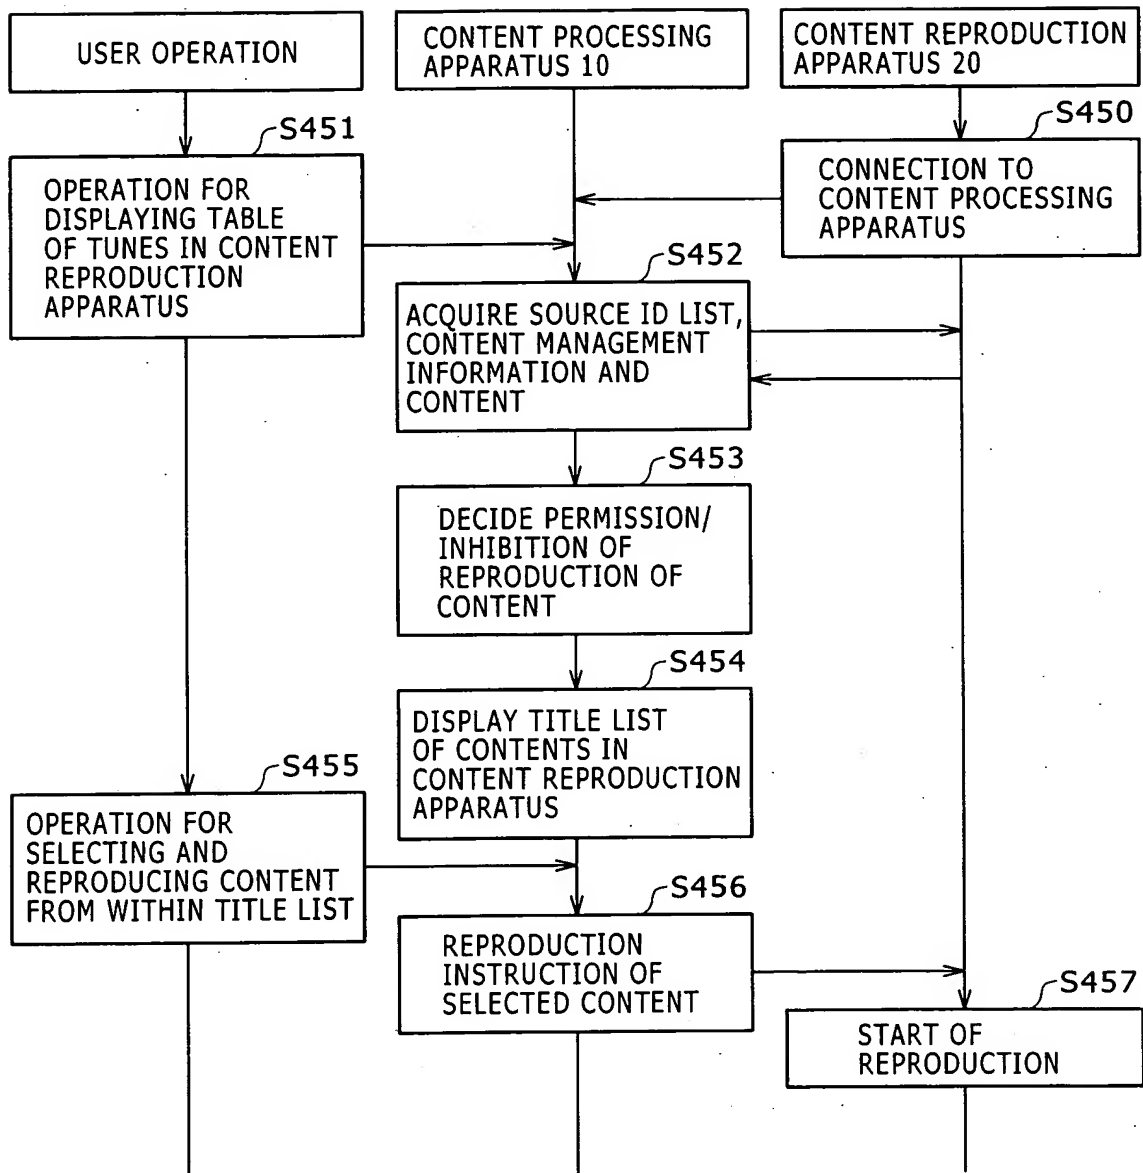 USER OPERATION
CONTENT PROCESSING
APPARATUS 10
CONTENT REPRODUCTION
APPARATUS 20
S451
OPERATION FOR
DISPLAYING TABLE
OF TUNES IN CONTENT
REPRODUCTION
APPARATUS
S450
CONNECTION TO
CONTENT PROCESSING
APPARATUS
S452
ACQUIRE SOURCE ID LIST,
CONTENT MANAGEMENT
INFORMATION AND
CONTENT
S453
DECIDE PERMISSION/
INHIBITION OF
REPRODUCTION OF
CONTENT
S454
DISPLAY TITLE LIST
OF CONTENTS IN
CONTENT REPRODUCTION
APPARATUS
S455
OPERATION FOR
SELECTING AND
REPRODUCING CONTENT
FROM WITHIN TITLE LIST
S456
REPRODUCTION
INSTRUCTION OF
SELECTED CONTENT
S457
START OF
REPRODUCTION